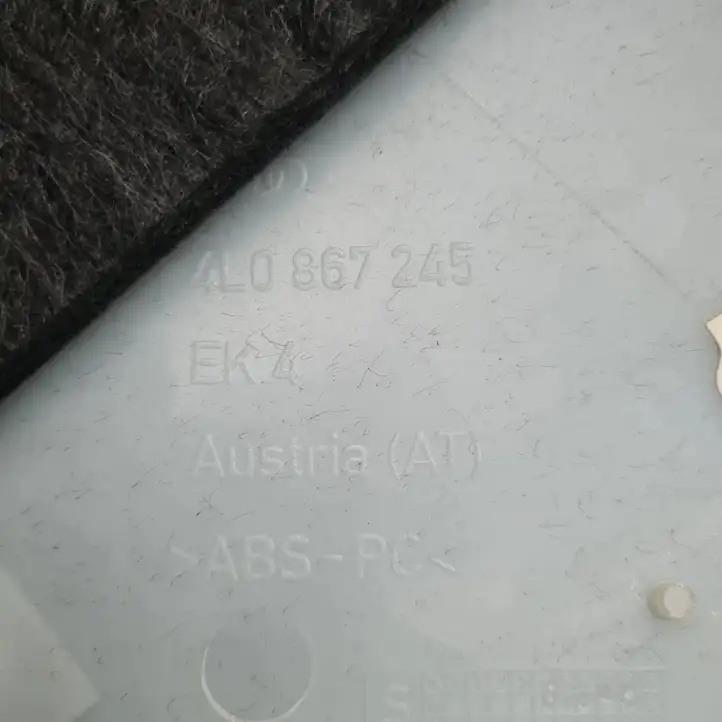 4L0 867 245
EK 4
Austria (AT)
>ABS-PC<